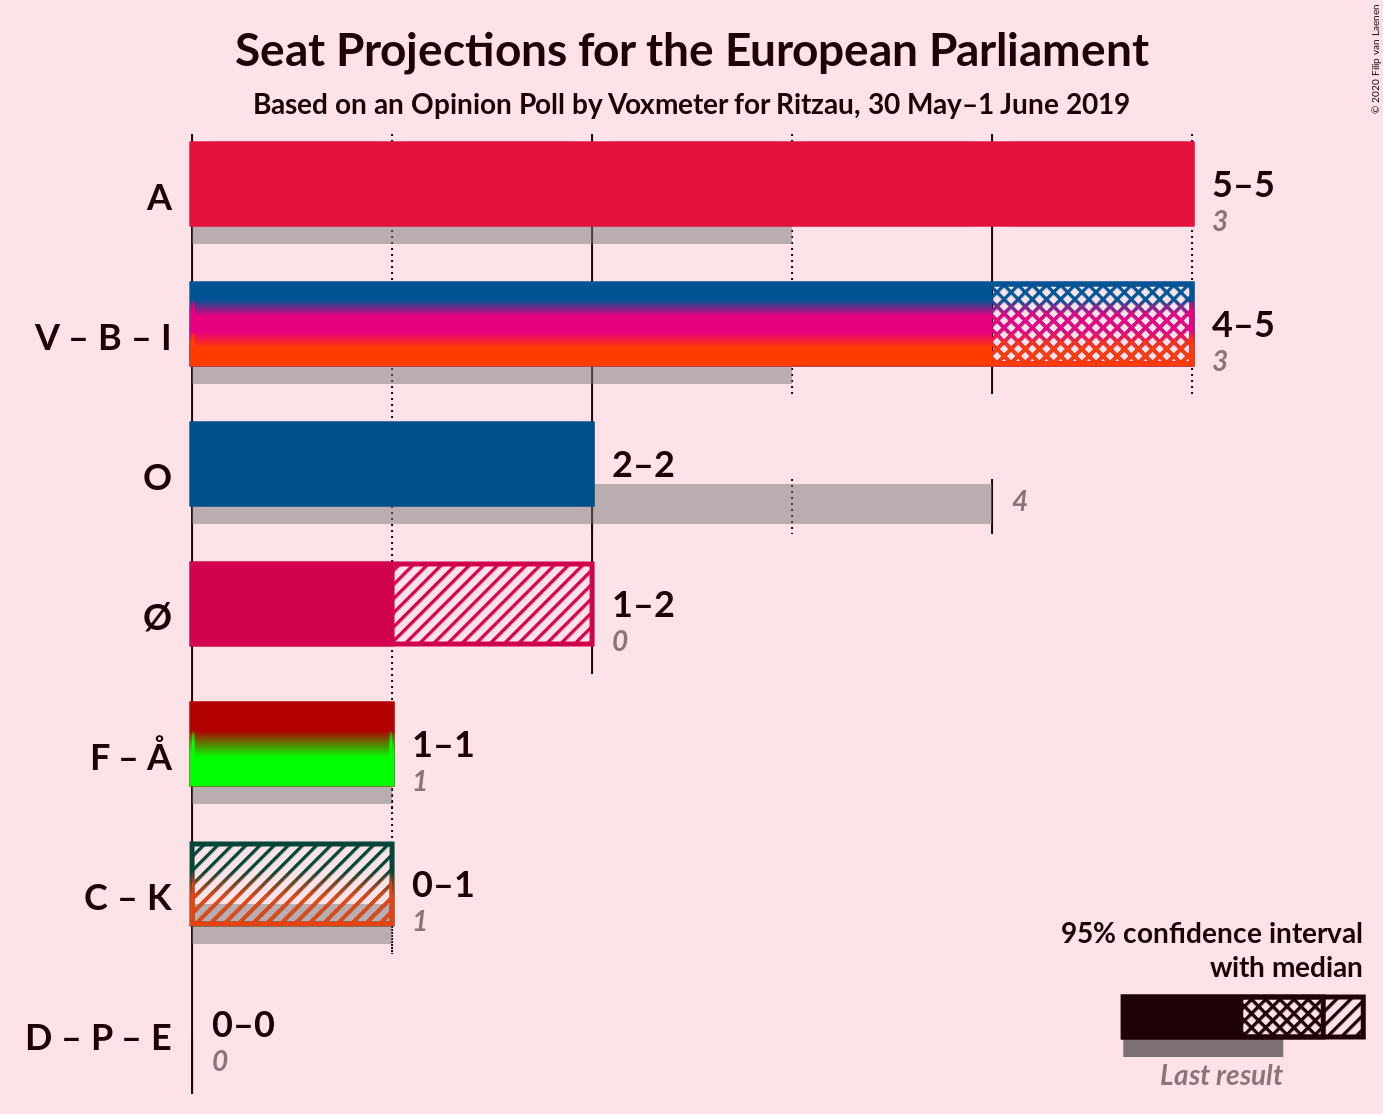 Seat Projections for the European Parliament
Based on an Opinion Poll by Voxmeter for Ritzau, 30 May–1 June 2019
© 2020 Filip van Laenen
A
5–5
3
V – B – I
4–5
3
O
2–2
4
Ø
1–2
0
F – Å
1–1
1
C – K
0–1
1
D – P – E
0–0
0
95% confidence interval
with median
Last result